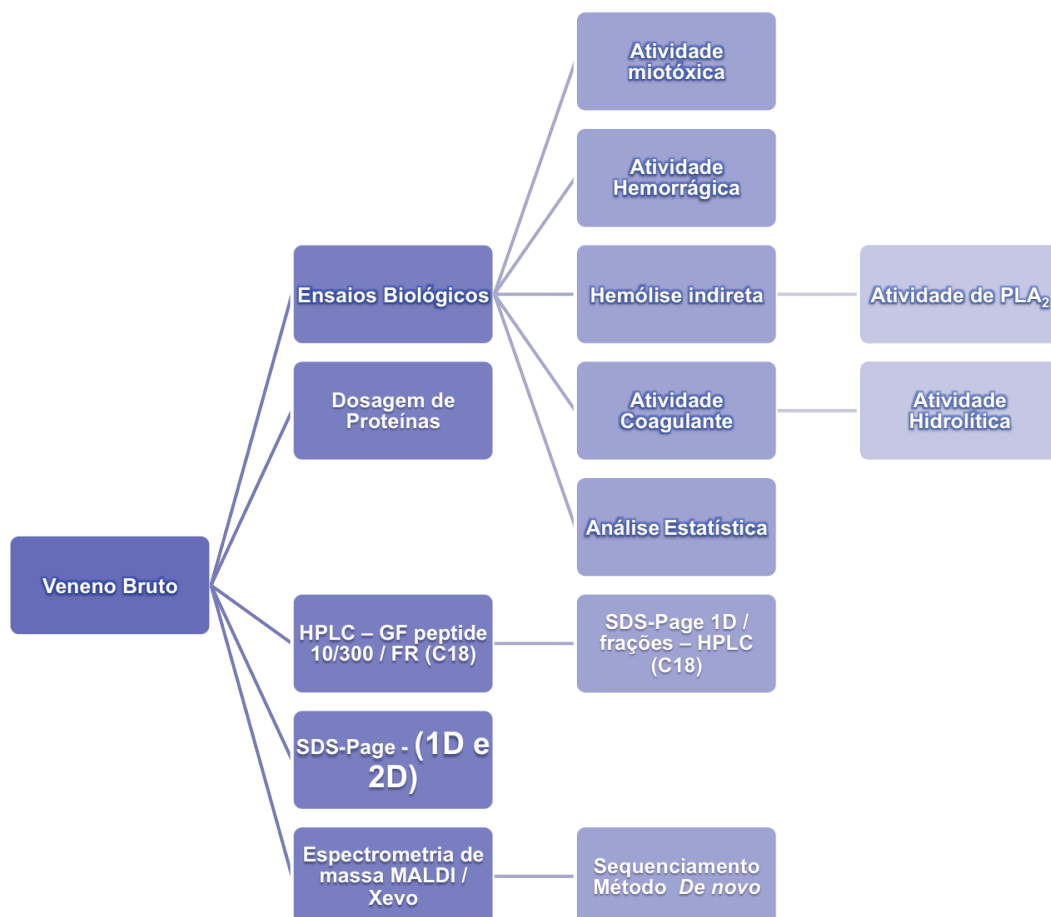 Atividade
miotóxica
Atividade
Hemorrágica
Ensaios Biológicos
Hemólise indireta
Atividade de PLA₂
Dosagem de
Proteínas
Atividade
Coagulante
Atividade
Hidrolítica
Análise Estatística
Veneno Bruto
HPLC – GF peptide
10/300 / FR (C18)
SDS-Page 1D /
frações – HPLC
(C18)
SDS-Page - (1D e
2D)
Espectrometria de
massa MALDI /
Xevo
Sequenciamento
Método De novo